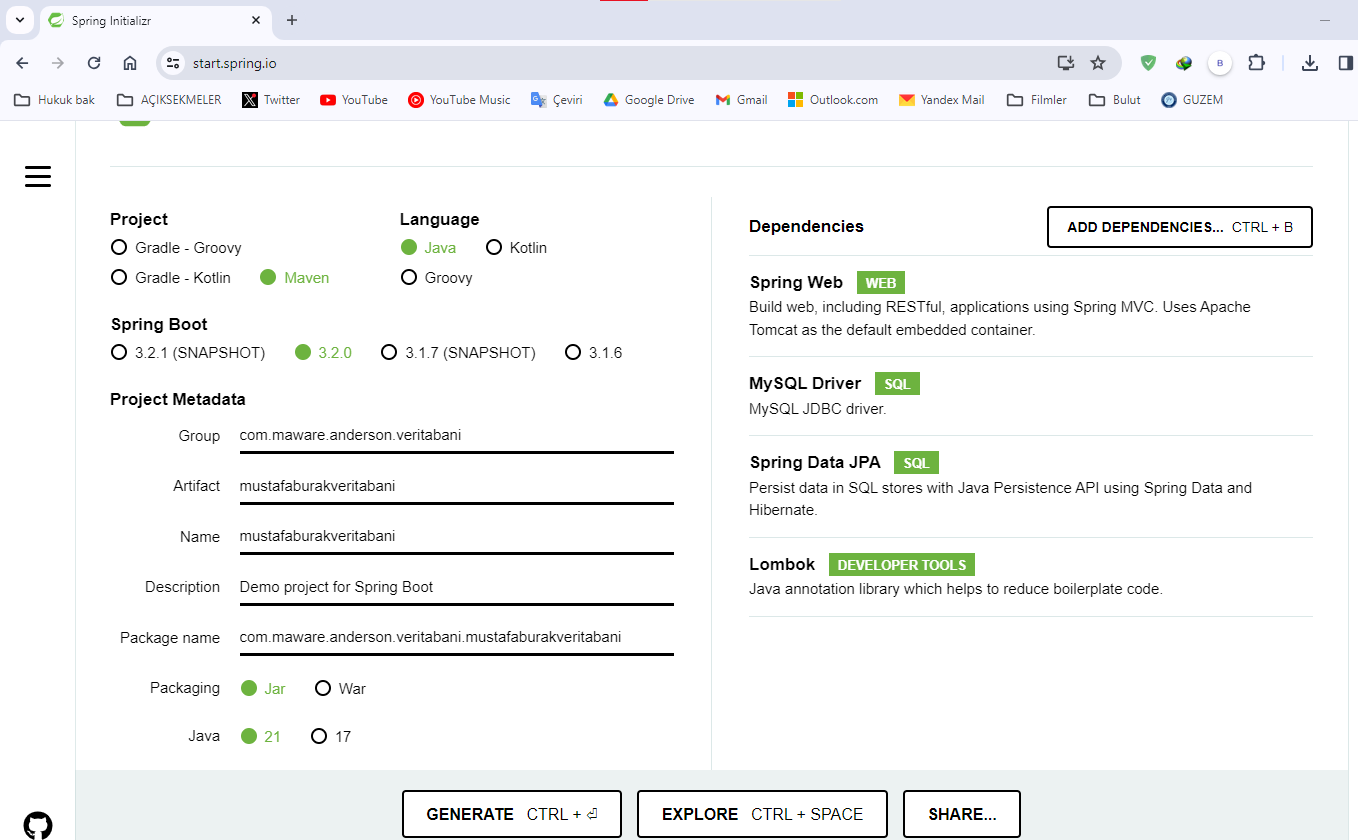 Spring Initializr
start.spring.io
B
Hukuk bak AÇIKSEKMELER Twitter YouTube YouTube Music Çeviri Google Drive Gmail Outlook.com Yandex Mail Filmler Bulut GUZEM
Project
Gradle - Groovy
Gradle - Kotlin Maven
Language
Java Kotlin
Groovy
Spring Boot
3.2.1 (SNAPSHOT) 3.2.0 3.1.7 (SNAPSHOT) 3.1.6
Project Metadata
Group com.maware.anderson.veritabani
Artifact mustafaburakveritabani
Name mustafaburakveritabani
Description Demo project for Spring Boot
Package name com.maware.anderson.veritabani.mustafaburakveritabani
Packaging Jar War
Java 21 17
Dependencies ADD DEPENDENCIES... CTRL + B
Spring Web WEB
Build web, including RESTful, applications using Spring MVC. Uses Apache
Tomcat as the default embedded container.
MySQL Driver SQL
MySQL JDBC driver.
Spring Data JPA SQL
Persist data in SQL stores with Java Persistence API using Spring Data and
Hibernate.
Lombok DEVELOPER TOOLS
Java annotation library which helps to reduce boilerplate code.
GENERATE CTRL + ⏎ EXPLORE CTRL + SPACE SHARE...